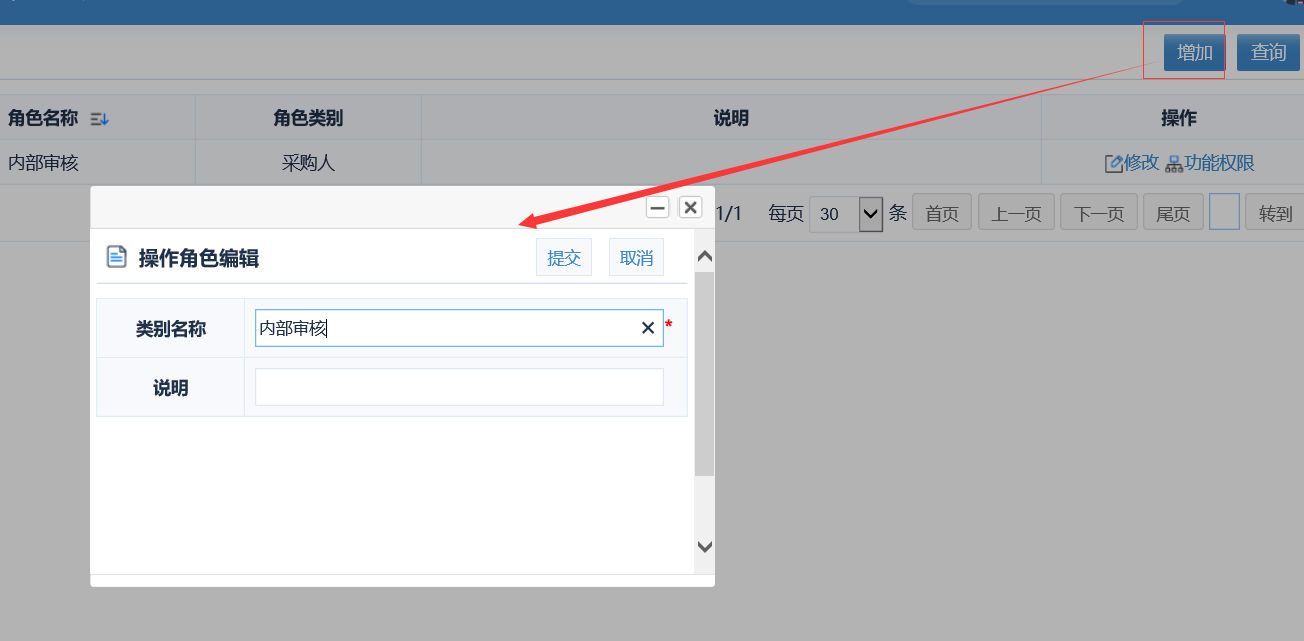 增加 查询
角色名称 角色类别 说明 操作
内部审核 采购人 修改 功能权限
1/1 每页 30 条 首页 上一页 下一页 尾页 转到
操作角色编辑 提交 取消
类别名称 内部审核 *
说明